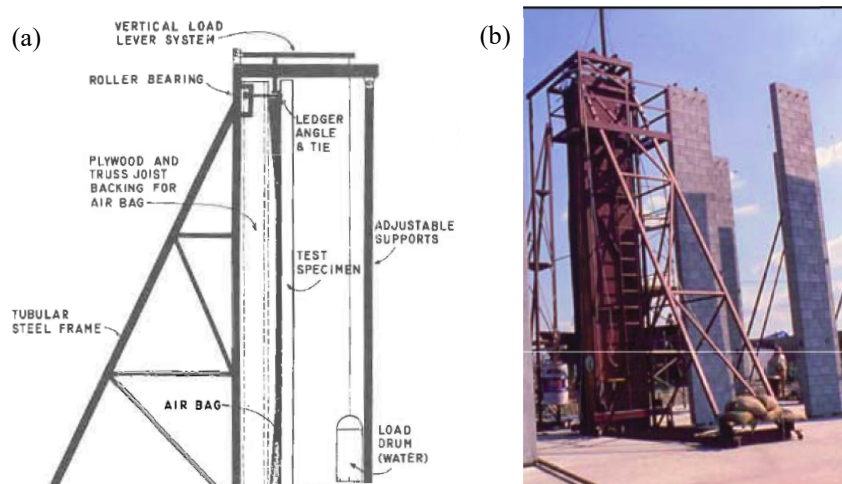 (a)
VERTICAL LOAD
LEVER SYSTEM
ROLLER BEARING
LEDGER
ANGLE
& TIE
PLYWOOD AND
TRUSS JOIST
BACKING FOR
AIR BAG
ADJUSTABLE
SUPPORTS
TEST
SPECIMEN
TUBULAR
STEEL FRAME
AIR BAG
LOAD
DRUM
(WATER)
(b)